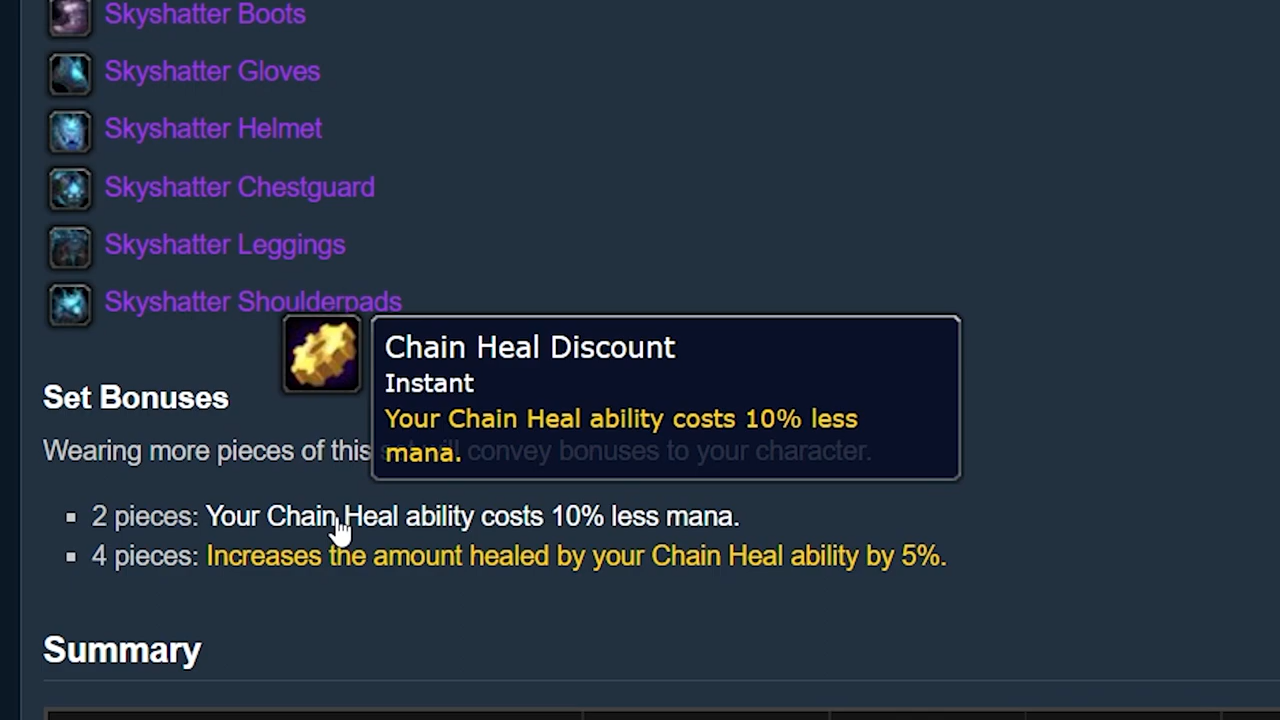 Skyshatter Boots
Skyshatter Gloves
Skyshatter Helmet
Skyshatter Chestguard
Skyshatter Leggings
Skyshatter Shoulderpads
Chain Heal Discount
Instant
Your Chain Heal ability costs 10% less
mana.
Set Bonuses
Wearing more pieces of this set will convey bonuses to your character.
▪ 2 pieces: Your Chain Heal ability costs 10% less mana.
▪ 4 pieces: Increases the amount healed by your Chain Heal ability by 5%.
Summary